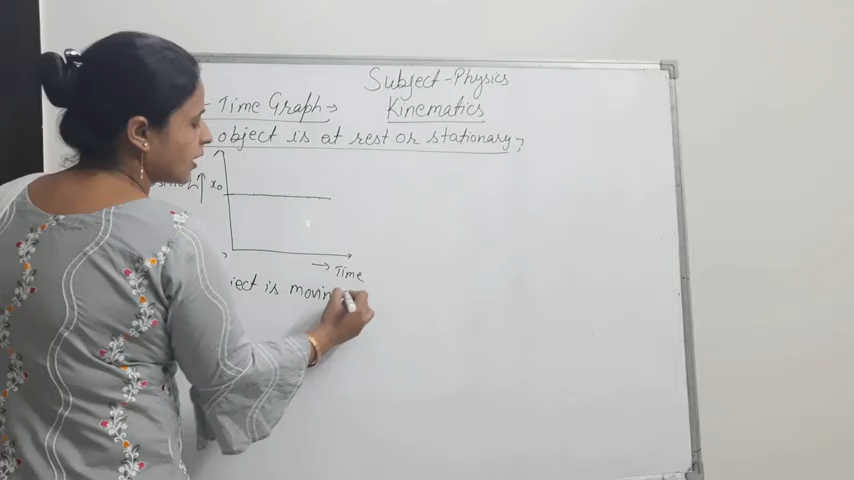 Subject-Physics
- Time Graph→
Kinematics
object is at rest or stationary;
x₀
→ Time
ject is movin